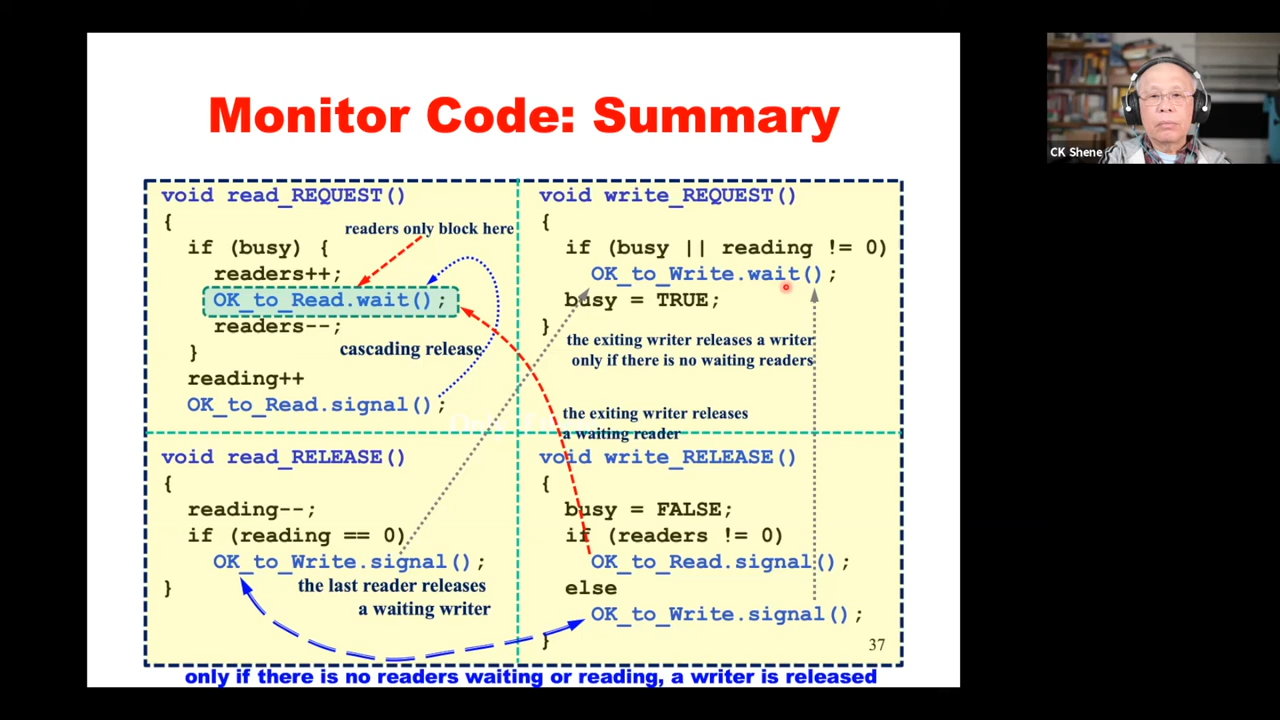 Monitor Code: Summary
void read_REQUEST()
{
readers only block here
if (busy) {
readers++;
OK_to_Read.wait();
readers--;
}
cascading release
reading++
OK_to_Read.signal();
void write_REQUEST()
{
if (busy || reading != 0)
OK_to_Write.wait();
busy = TRUE;
}
the exiting writer releases a writer
only if there is no waiting readers
the exiting writer releases
a waiting reader
void read_RELEASE()
{
reading--;
if (reading == 0)
OK_to_Write.signal();
}
the last reader releases
a waiting writer
void write_RELEASE()
{
busy = FALSE;
if (readers != 0)
OK_to_Read.signal();
else
OK_to_Write.signal();
}
37
only if there is no readers waiting or reading, a writer is released
CK Shene